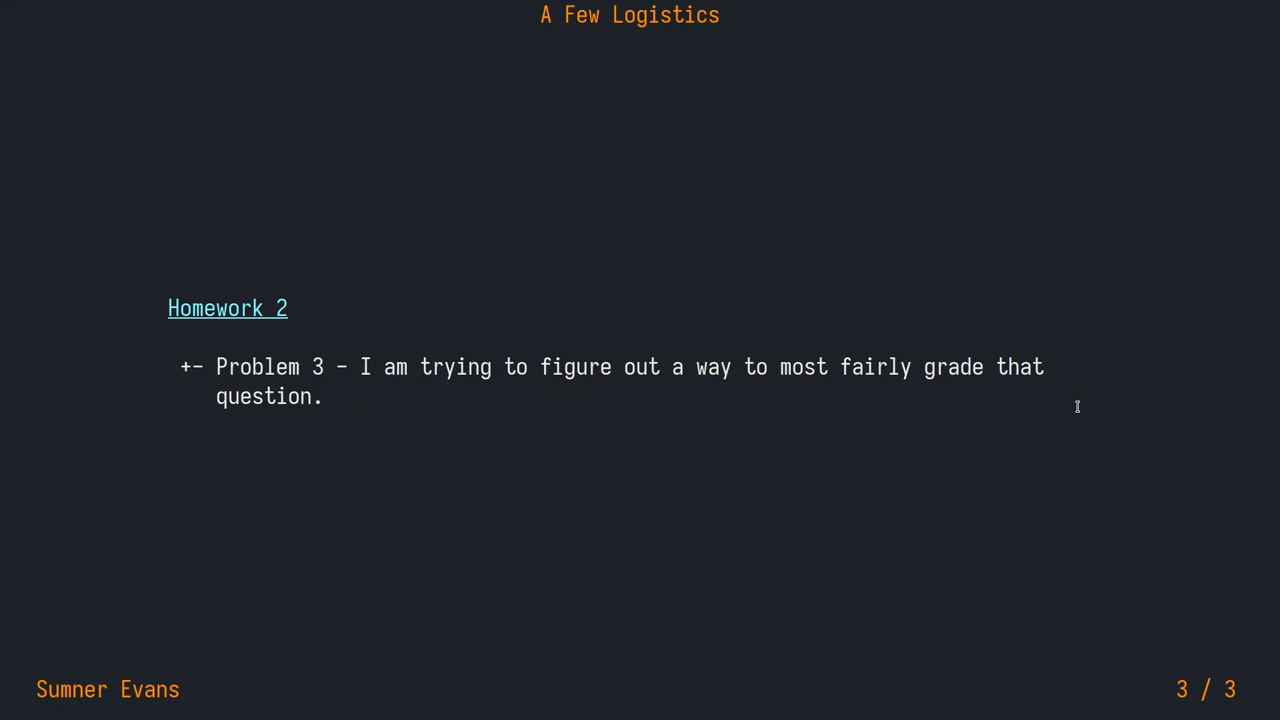 A Few Logistics
Homework 2
+- Problem 3 - I am trying to figure out a way to most fairly grade that
question.
Sumner Evans
3 / 3